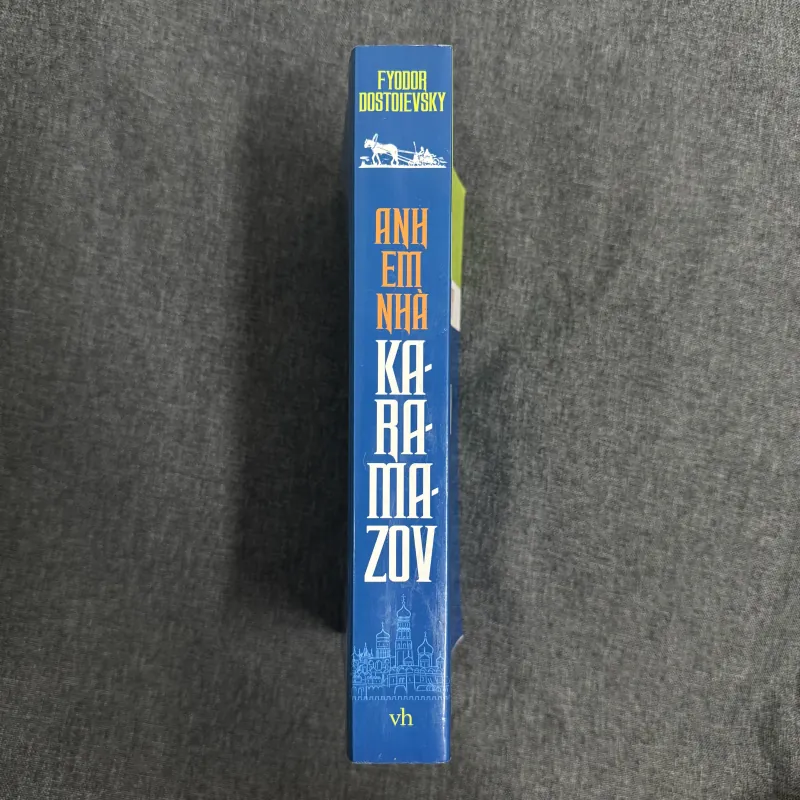 FYODOR
DOSTOIEVSKY
ANH
EM
NHÀ
KA-
RA-
MA-
ZOV
vh